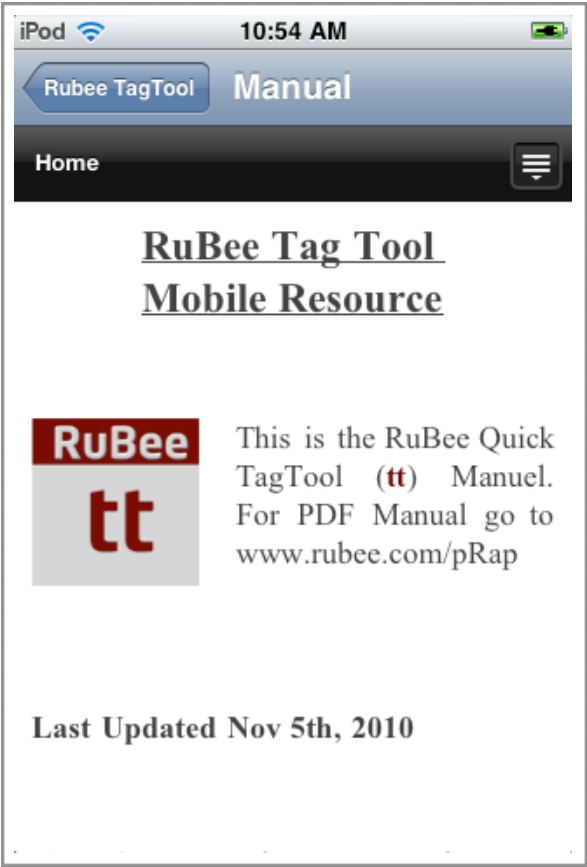 iPod 10:54 AM
Rubee TagTool Manual
Home
RuBee Tag Tool
Mobile Resource
RuBee
tt
This is the RuBee Quick
TagTool (tt) Manuel.
For PDF Manual go to
www.rubee.com/pRap
Last Updated Nov 5th, 2010